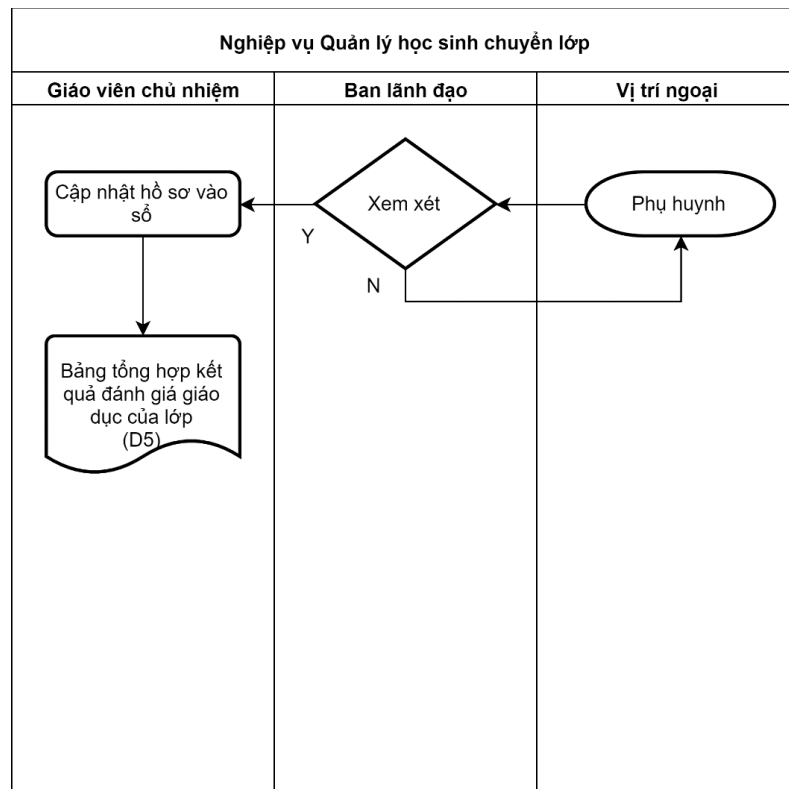 Nghiệp vụ Quản lý học sinh chuyển lớp
Giáo viên chủ nhiệm
Ban lãnh đạo
Vị trí ngoại
Cập nhật hồ sơ vào
sổ
Xem xét
Phụ huynh
Y
N
Bảng tổng hợp kết
quả đánh giá giáo
dục của lớp
(D5)